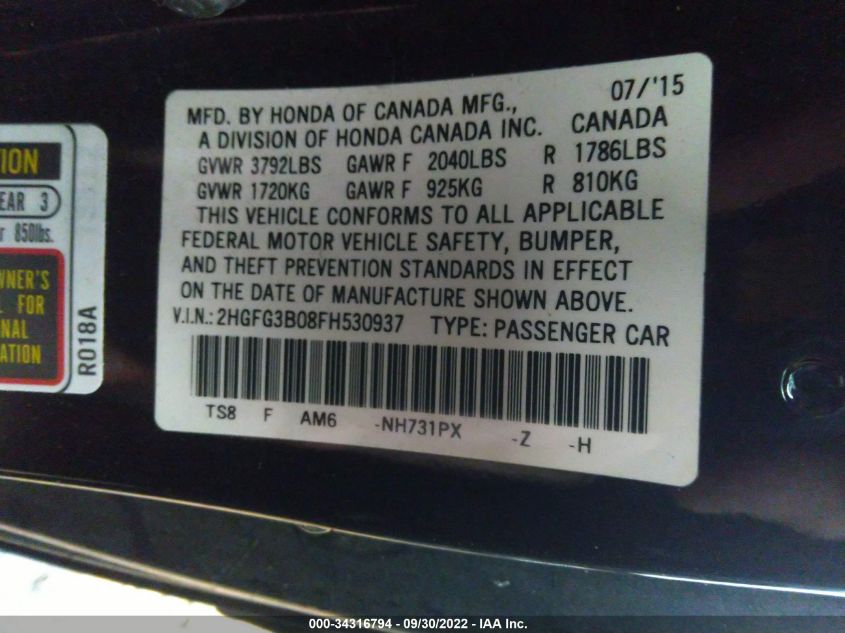 07/'15
MFD. BY HONDA OF CANADA MFG.,
A DIVISION OF HONDA CANADA INC. CANADA
GVWR 3792LBS GAWR F 2040LBS R 1786LBS
GVWR 1720KG GAWR F 925KG R 810KG
THIS VEHICLE CONFORMS TO ALL APPLICABLE
FEDERAL MOTOR VEHICLE SAFETY, BUMPER,
AND THEFT PREVENTION STANDARDS IN EFFECT
ON THE DATE OF MANUFACTURE SHOWN ABOVE.
V.I.N.: 2HGFG3B08FH530937 TYPE: PASSENGER CAR
TS8 F AM6 -NH731PX -Z -H
3
850lbs.
FOR
R018A
000-34316794 - 09/30/2022 - IAA Inc.